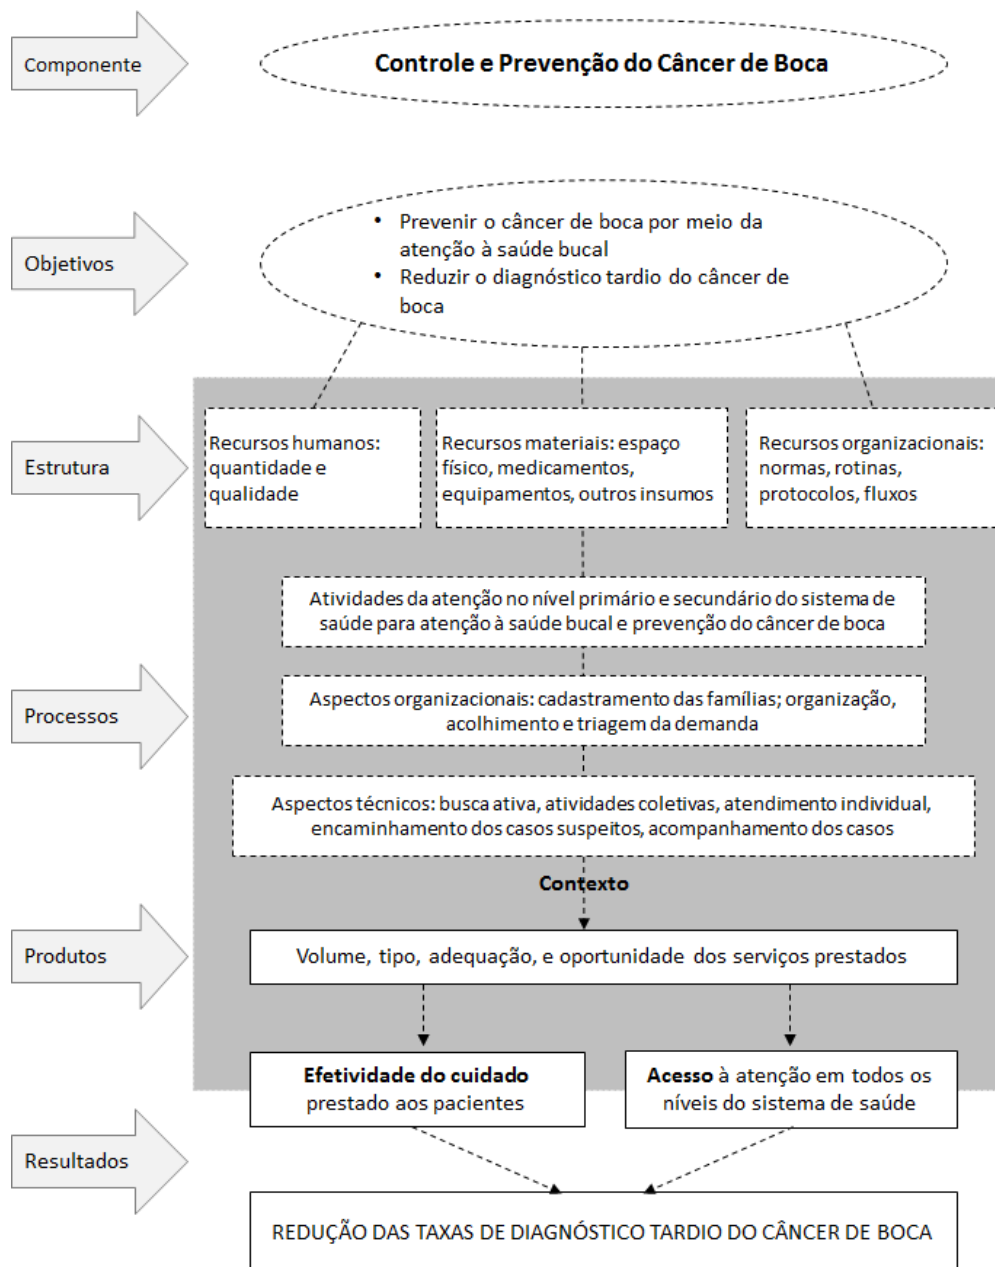 Componente
Controle e Prevenção do Câncer de Boca
Objetivos
• Prevenir o câncer de boca por meio da
atenção à saúde bucal
• Reduzir o diagnóstico tardio do câncer de
boca
Estrutura
Recursos humanos:
quantidade e
qualidade
Recursos materiais: espaço
físico, medicamentos,
equipamentos, outros insumos
Recursos organizacionais:
normas, rotinas,
protocolos, fluxos
Processos
Atividades da atenção no nível primário e secundário do sistema de
saúde para atenção à saúde bucal e prevenção do câncer de boca
Aspectos organizacionais: cadastramento das famílias; organização,
acolhimento e triagem da demanda
Aspectos técnicos: busca ativa, atividades coletivas, atendimento individual,
encaminhamento dos casos suspeitos, acompanhamento dos casos
Contexto
Produtos
Volume, tipo, adequação, e oportunidade dos serviços prestados
Resultados
Efetividade do cuidado
prestado aos pacientes
Acesso à atenção em todos os
níveis do sistema de saúde
REDUÇÃO DAS TAXAS DE DIAGNÓSTICO TARDIO DO CÂNCER DE BOCA